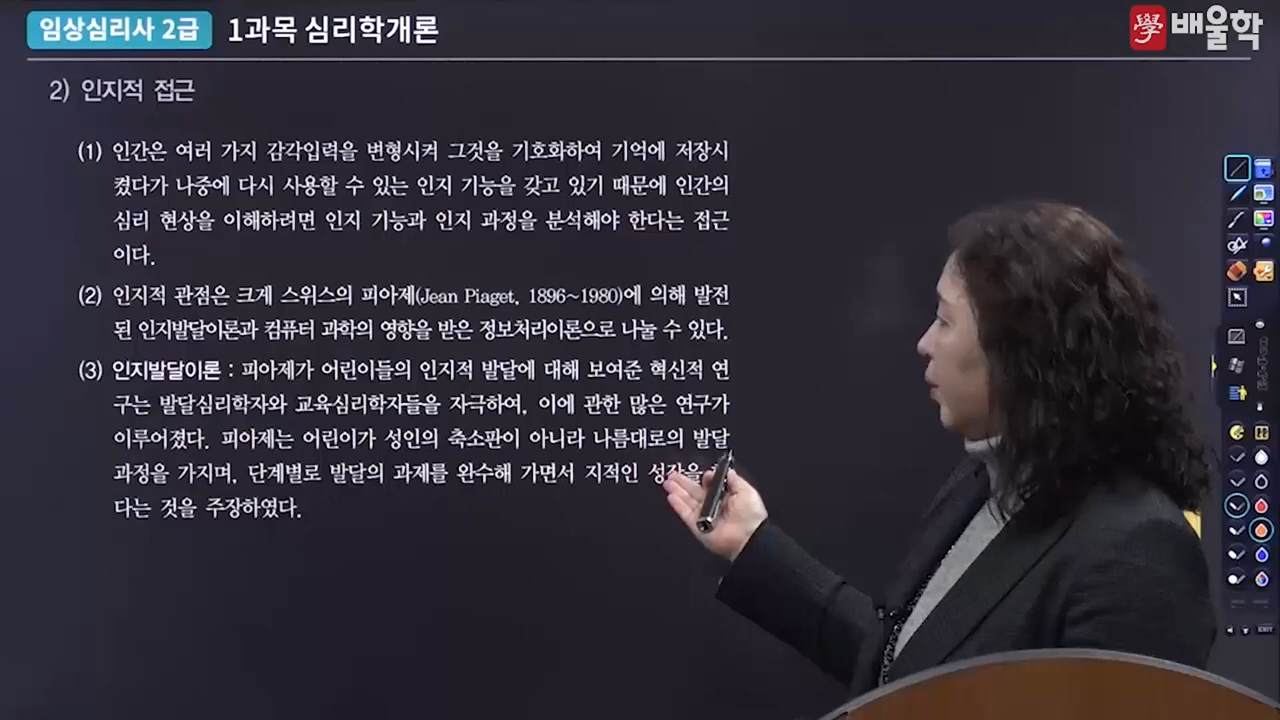 임상심리사 2급 1과목 심리학개론
學 배울학
2) 인지적 접근
(1) 인간은 여러 가지 감각입력을 변형시켜 그것을 기호화하여 기억에 저장시
켰다가 나중에 다시 사용할 수 있는 인지 기능을 갖고 있기 때문에 인간의
심리 현상을 이해하려면 인지 기능과 인지 과정을 분석해야 한다는 접근
이다.
(2) 인지적 관점은 크게 스위스의 피아제(Jean Piaget, 1896~1980)에 의해 발전
된 인지발달이론과 컴퓨터 과학의 영향을 받은 정보처리이론으로 나눌 수 있다.
(3) 인지발달이론 : 피아제가 어린이들의 인지적 발달에 대해 보여준 혁신적 연
구는 발달심리학자와 교육심리학자들을 자극하여, 이에 관한 많은 연구가
이루어졌다. 피아제는 어린이가 성인의 축소판이 아니라 나름대로의 발달
과정을 가지며, 단계별로 발달의 과제를 완수해 가면서 지적인 성장을
다는 것을 주장하였다.
EXIT